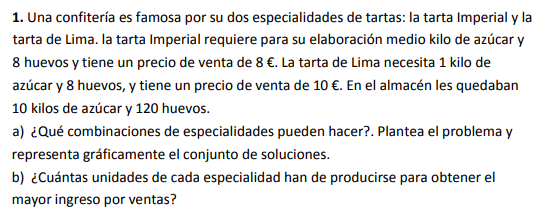 1. Una confitería es famosa por su dos especialidades de tartas: la tarta Imperial y la
tarta de Lima. la tarta Imperial requiere para su elaboración medio kilo de azúcar y
8 huevos y tiene un precio de venta de 8 €. La tarta de Lima necesita 1 kilo de
azúcar y 8 huevos, y tiene un precio de venta de 10 €. En el almacén les quedaban
10 kilos de azúcar y 120 huevos.
a) ¿Qué combinaciones de especialidades pueden hacer?. Plantea el problema y
representa gráficamente el conjunto de soluciones.
b) ¿Cuántas unidades de cada especialidad han de producirse para obtener el
mayor ingreso por ventas?